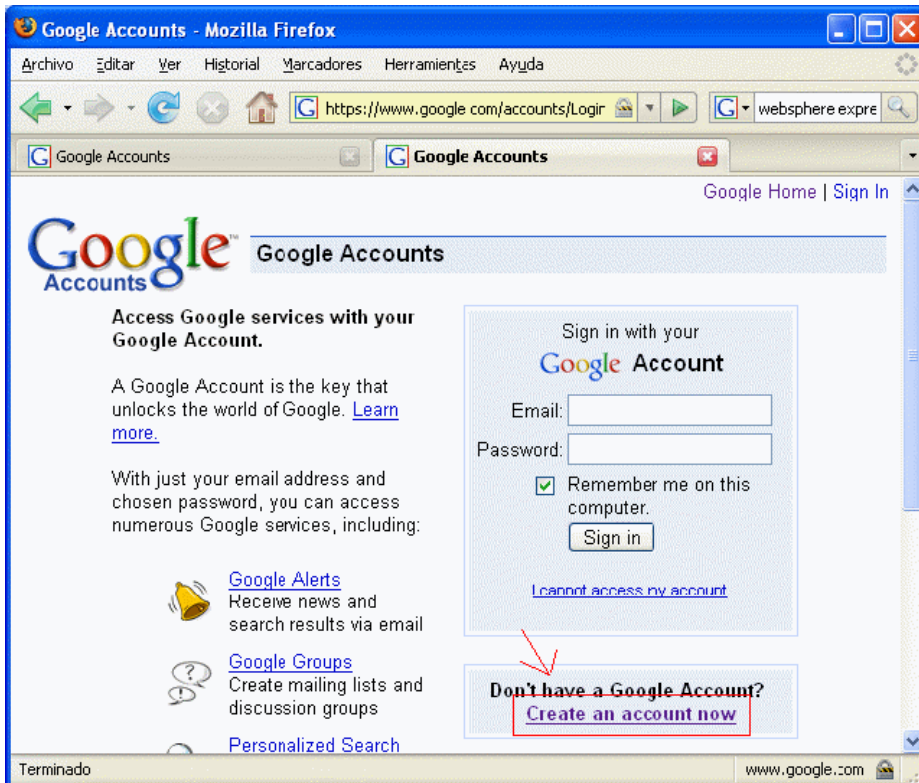 Google Accounts - Mozilla Firefox
Archivo Editar Ver Historial Marcadores Herramientas Ayuda
https://www.google.com/accounts/Login websphere expre
Google Accounts Google Accounts
Google Home | Sign In
Google™
Accounts
Google Accounts
Access Google services with your
Google Account.
A Google Account is the key that
unlocks the world of Google. Learn
more.
With just your email address and
chosen password, you can access
numerous Google services, including:
Google Alerts
Receive news and
search results via email
Google Groups
Create mailing lists and
discussion groups
Personalized Search
Sign in with your
Google Account
Email:
Password:
Remember me on this
computer.
Sign in
I cannot access my account
Don't have a Google Account?
Create an account now
Terminado www.google.com